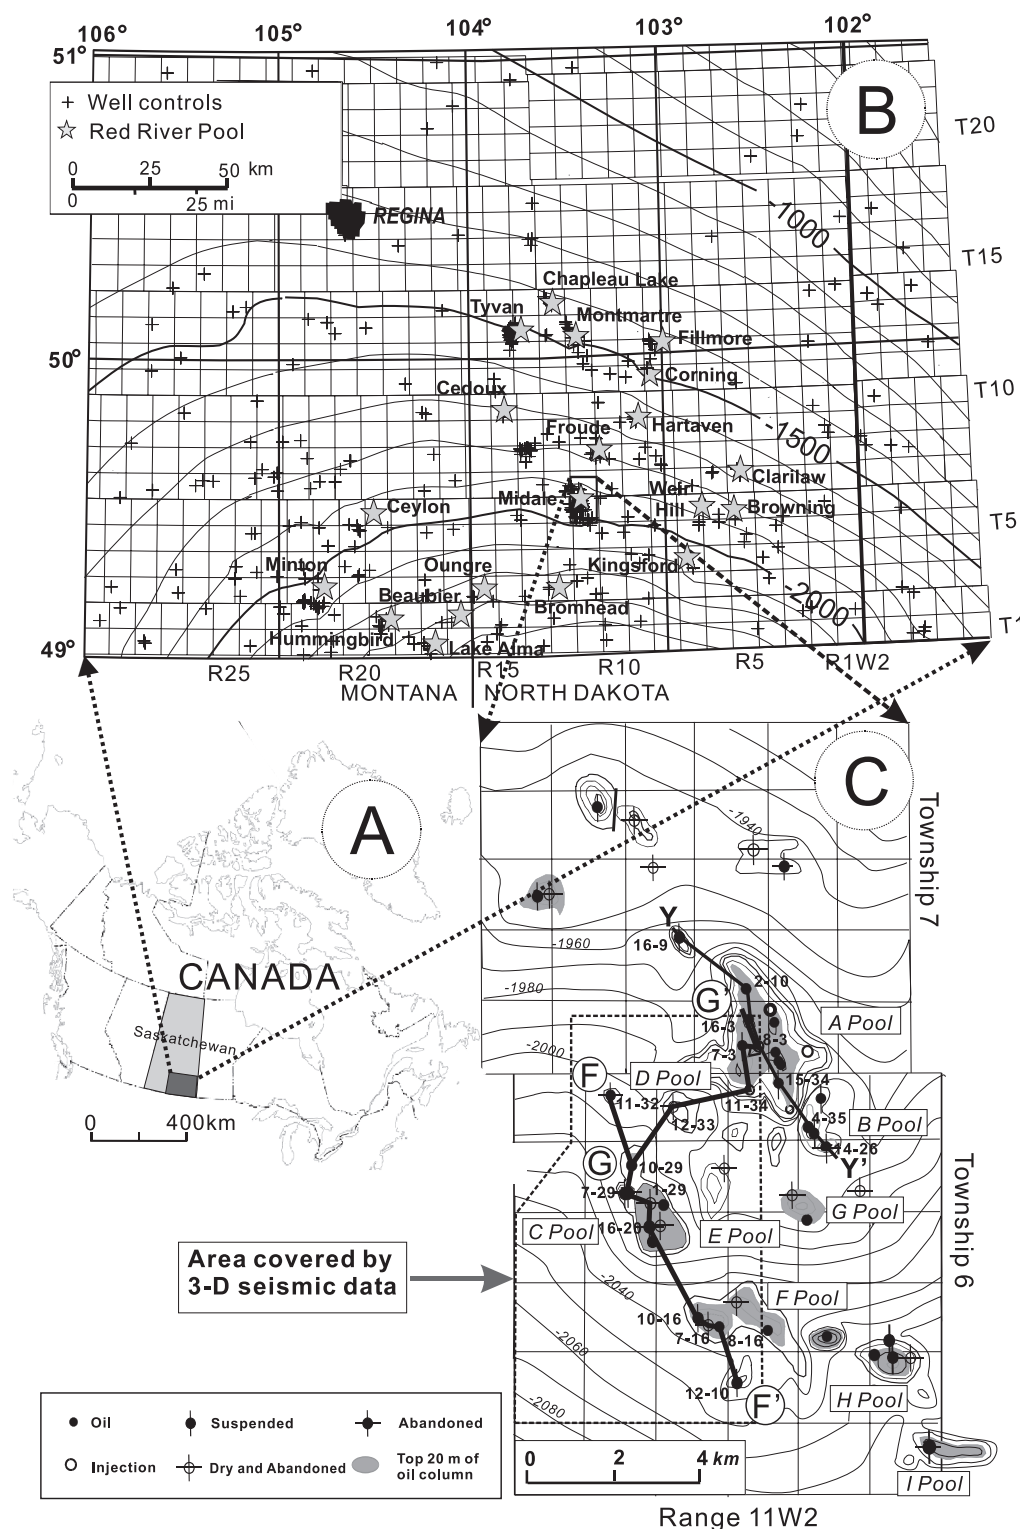 106° 105° 104° 103° 102°
51°
Well controls
Red River Pool
0 25 50 km
25 mi
B
T20
REGINA
-1000
T15
Chapleau Lake
Tyvan
Montmartre
Fillmore
50°
Corning
T10
Cedoux
Froude
Hartaven
-1500
Clarilaw
Midale
Weir
Hill
Browning
T5
Ceylon
Minton
Oungre
Kingsford
Beaubier
Bromhead
-2000
Hummingbird
Lake Alma
T1
49°
R25 R20 R15 R10 R5 R1W2
MONTANA NORTH DAKOTA
A
C
Township 7
-1940
CANADA
Saskatchewan
0 400km
Y
16-9
-1960
-1980
2-10
G'
16-3
A Pool
8-3
7-3
-2000
D Pool
F
11-32
11-34
15-34
12-33
4-35
B Pool
14-26
Y'
G
10-29
7-29
1-29
G Pool
C Pool
16-20
E Pool
Township 6
Area covered by
3-D seismic data
-2040
F Pool
10-16
7-16
8-16
-2060
12-10
F'
H Pool
-2080
Oil
Suspended
Abandoned
Injection
Dry and Abandoned
Top 20 m of
oil column
0 2 4 km
I Pool
Range 11W2